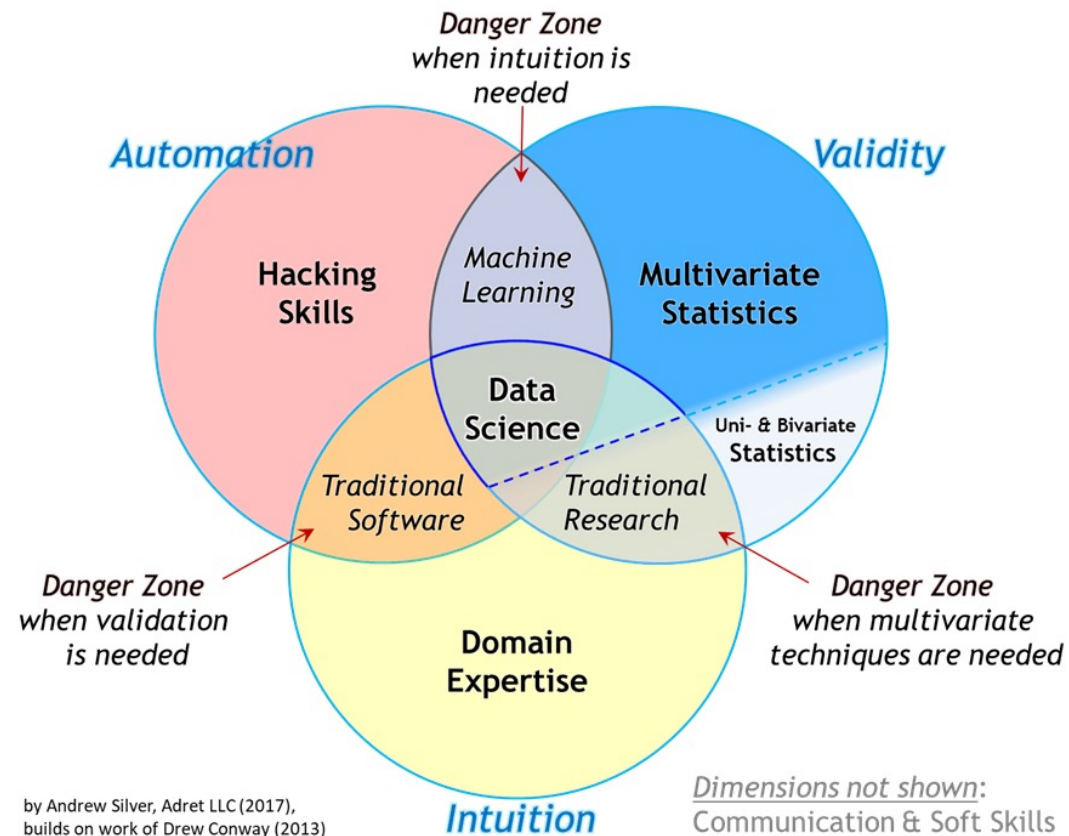 Danger Zone
when intuition is
needed
Automation
Validity
Hacking
Skills
Machine
Learning
Multivariate
Statistics
Data
Science
Uni- & Bivariate
Statistics
Traditional
Software
Traditional
Research
Danger Zone
when validation
is needed
Danger Zone
when multivariate
techniques are needed
Domain
Expertise
Intuition
by Andrew Silver, Adret LLC (2017),
builds on work of Drew Conway (2013)
Dimensions not shown:
Communication & Soft Skills